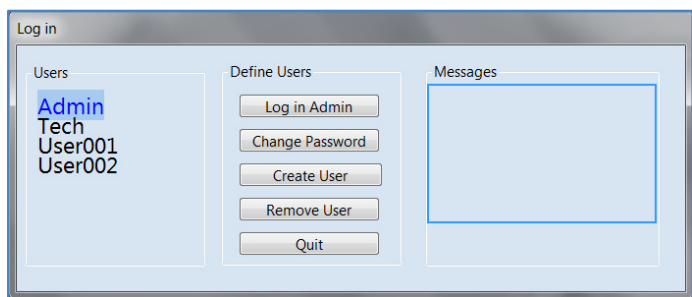 Log in
Users
Admin
Tech
User001
User002
Define Users
Log in Admin
Change Password
Create User
Remove User
Quit
Messages